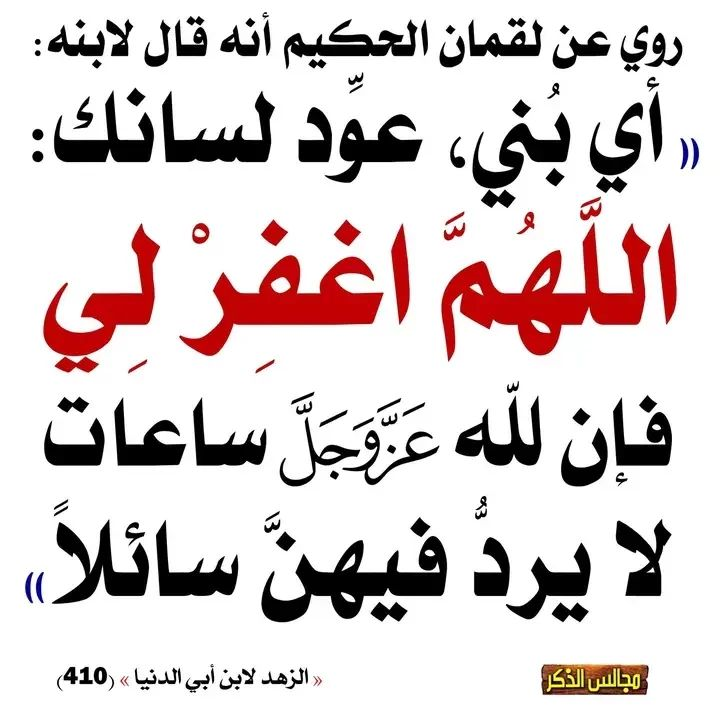 روي عن لقمان الحكيم أنه قال لابنه:
(( أي بُني، عوِّد لسانك:
اللَّهُمَّ اغفِرْ لِي
فإن للّه عَزَّوَجَلَّ ساعات
لا يردُّ فيهنَّ سائلاً ))
« الزهد لابن أبي الدنيا » (410)
مجالس الذكر